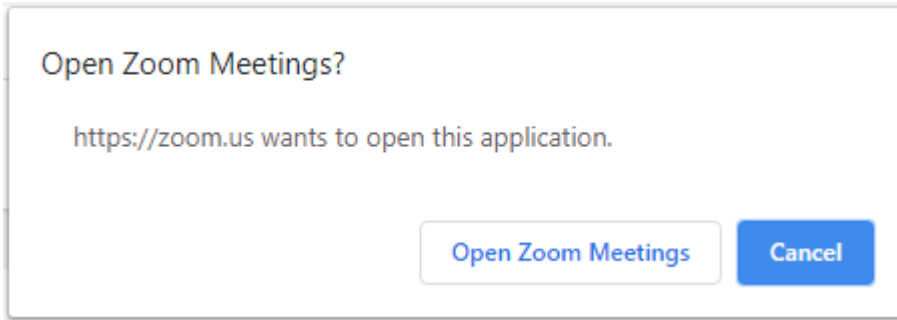 Open Zoom Meetings?
https://zoom.us wants to open this application.
Open Zoom Meetings
Cancel